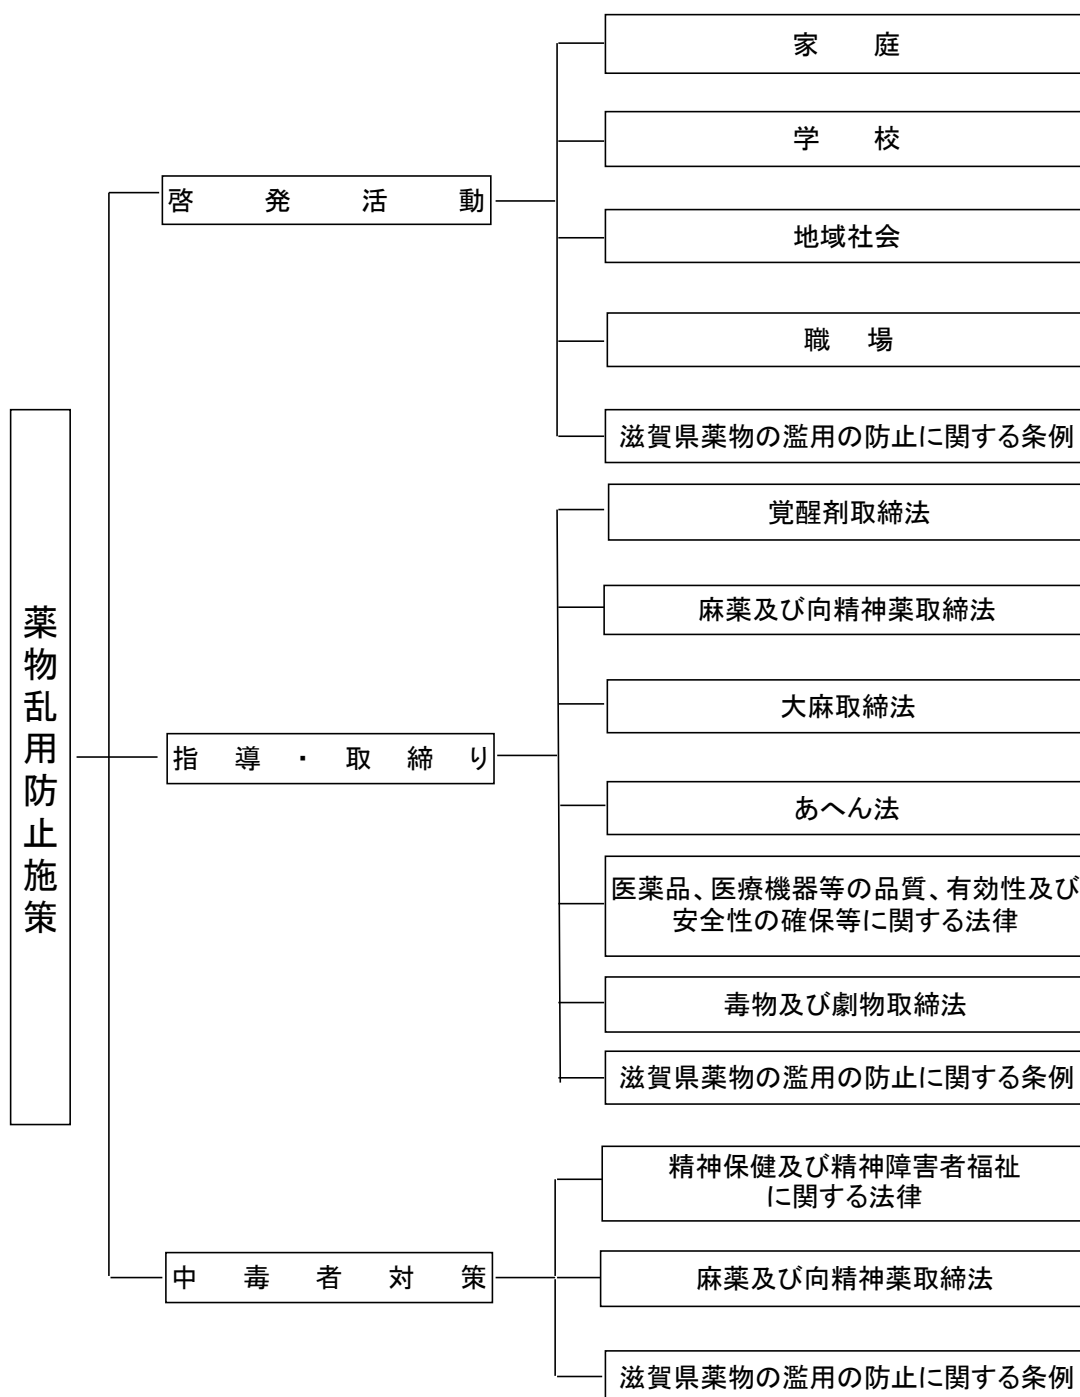 薬物乱用防止施策
啓発活動
家庭
学校
地域社会
職場
滋賀県薬物の濫用の防止に関する条例
指導・取締り
覚醒剤取締法
麻薬及び向精神薬取締法
大麻取締法
あへん法
医薬品、医療機器等の品質、有効性及び
安全性の確保等に関する法律
毒物及び劇物取締法
滋賀県薬物の濫用の防止に関する条例
中毒者対策
精神保健及び精神障害者福祉
に関する法律
麻薬及び向精神薬取締法
滋賀県薬物の濫用の防止に関する条例